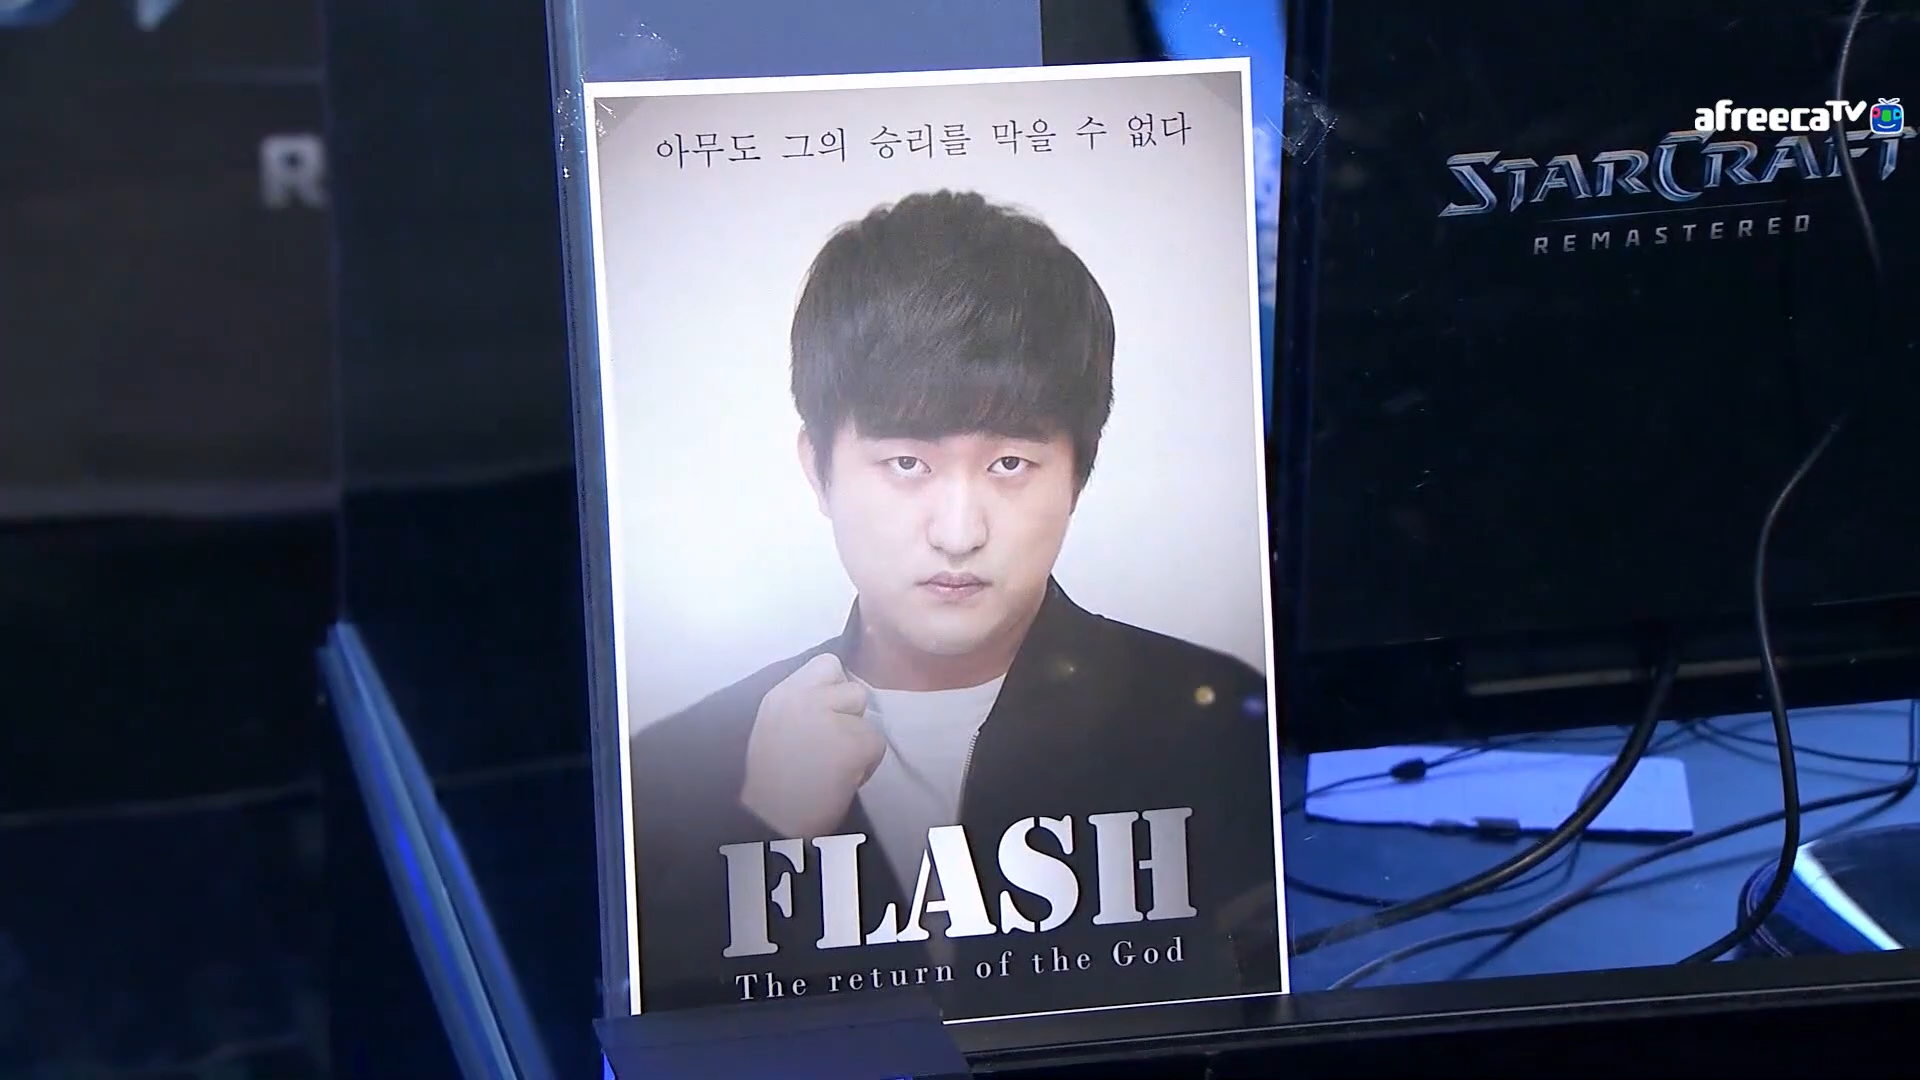 아무도 그의 승리를 막을 수 없다
afreecaTV
STARCRAFT
REMASTERED
R
FLASH
The return of the God